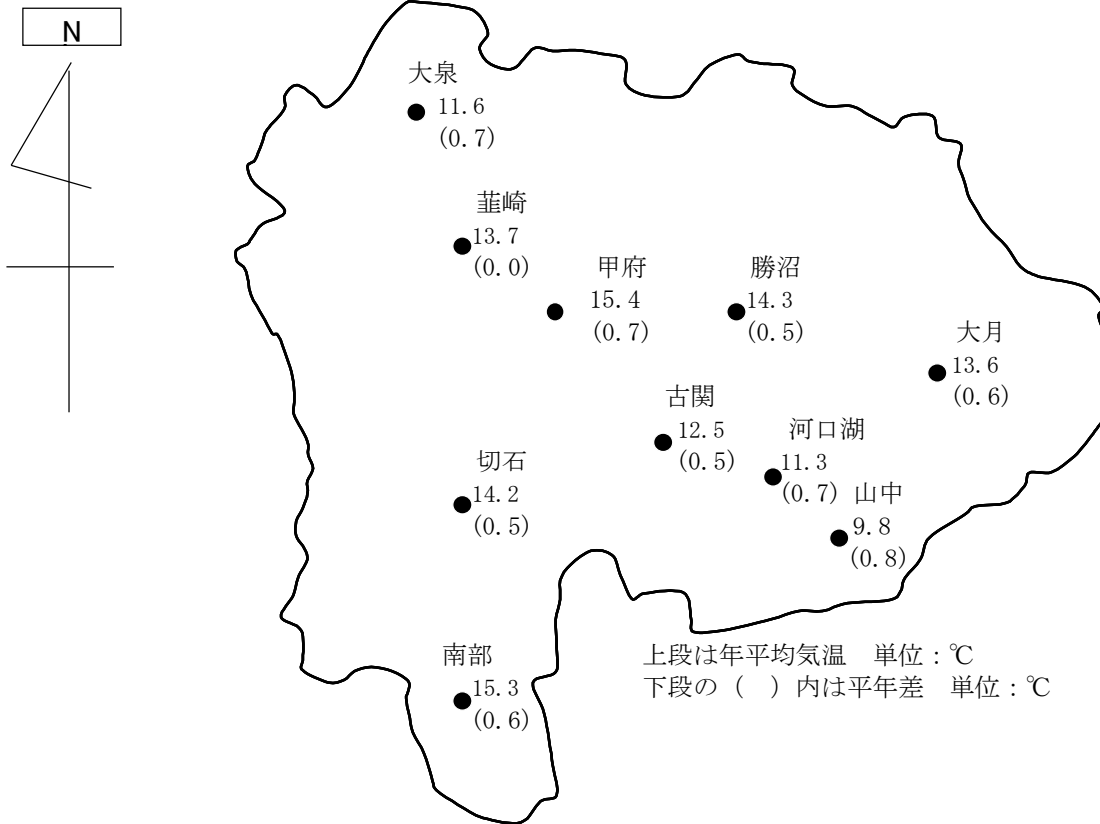 N
大泉
11.6
(0.7)
韮崎
13.7
(0.0)
甲府
15.4
(0.7)
勝沼
14.3
(0.5)
大月
13.6
(0.6)
古関
12.5
(0.5)
河口湖
11.3
(0.7)
山中
9.8
(0.8)
切石
14.2
(0.5)
南部
15.3
(0.6)
上段は年平均気温　単位：℃
下段の（　）内は平年差　単位：℃